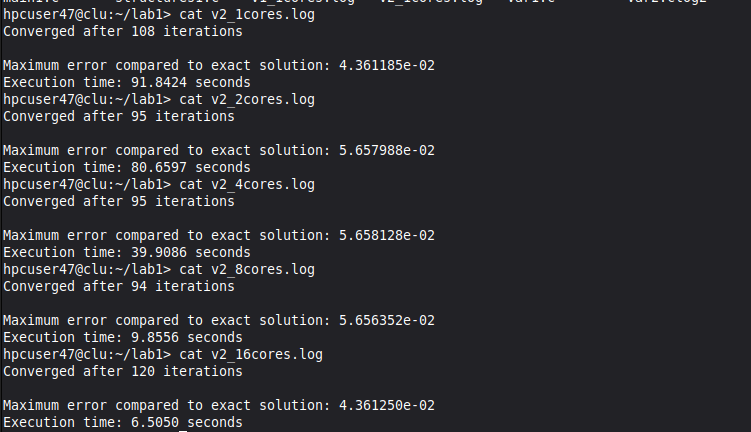 hpcuser47@clu:~/lab1> cat v2_1cores.log
Converged after 108 iterations
Maximum error compared to exact solution: 4.361185e-02
Execution time: 91.8424 seconds
hpcuser47@clu:~/lab1> cat v2_2cores.log
Converged after 95 iterations
Maximum error compared to exact solution: 5.657988e-02
Execution time: 80.6597 seconds
hpcuser47@clu:~/lab1> cat v2_4cores.log
Converged after 95 iterations
Maximum error compared to exact solution: 5.658128e-02
Execution time: 39.9086 seconds
hpcuser47@clu:~/lab1> cat v2_8cores.log
Converged after 94 iterations
Maximum error compared to exact solution: 5.656352e-02
Execution time: 9.8556 seconds
hpcuser47@clu:~/lab1> cat v2_16cores.log
Converged after 120 iterations
Maximum error compared to exact solution: 4.361250e-02
Execution time: 6.5050 seconds